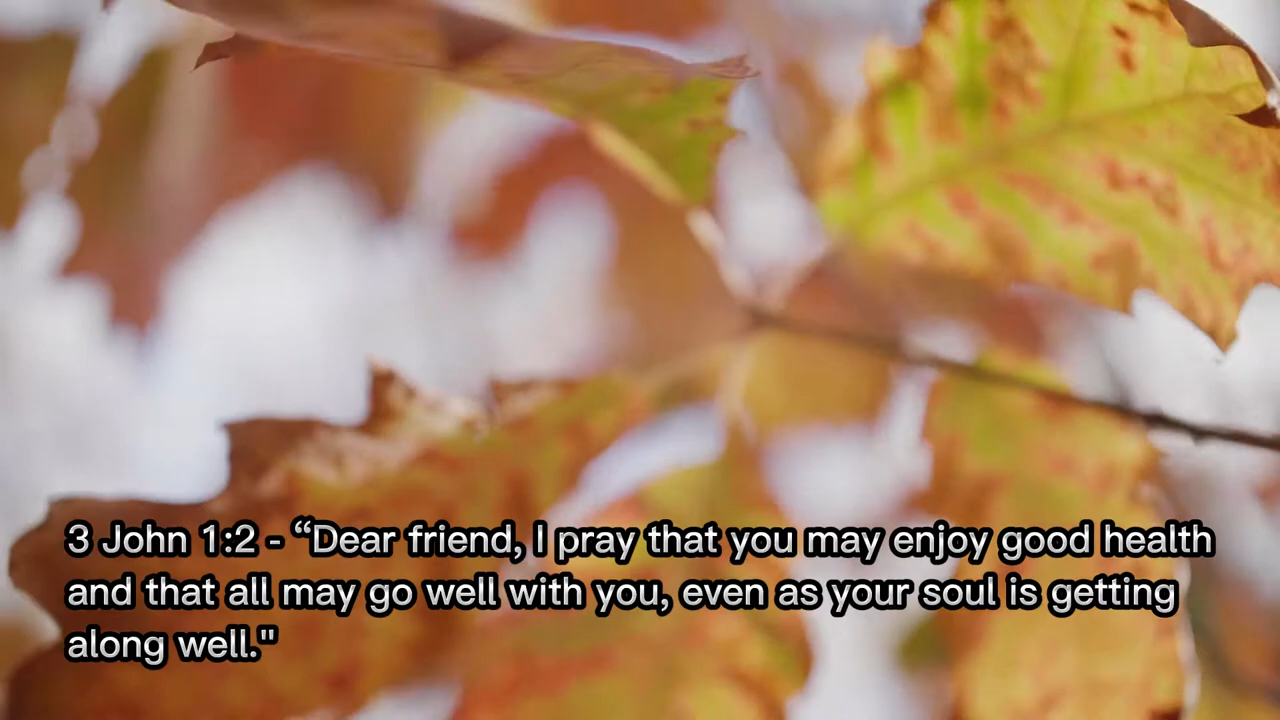 3 John 1:2 - “Dear friend, I pray that you may enjoy good health
and that all may go well with you, even as your soul is getting
along well."